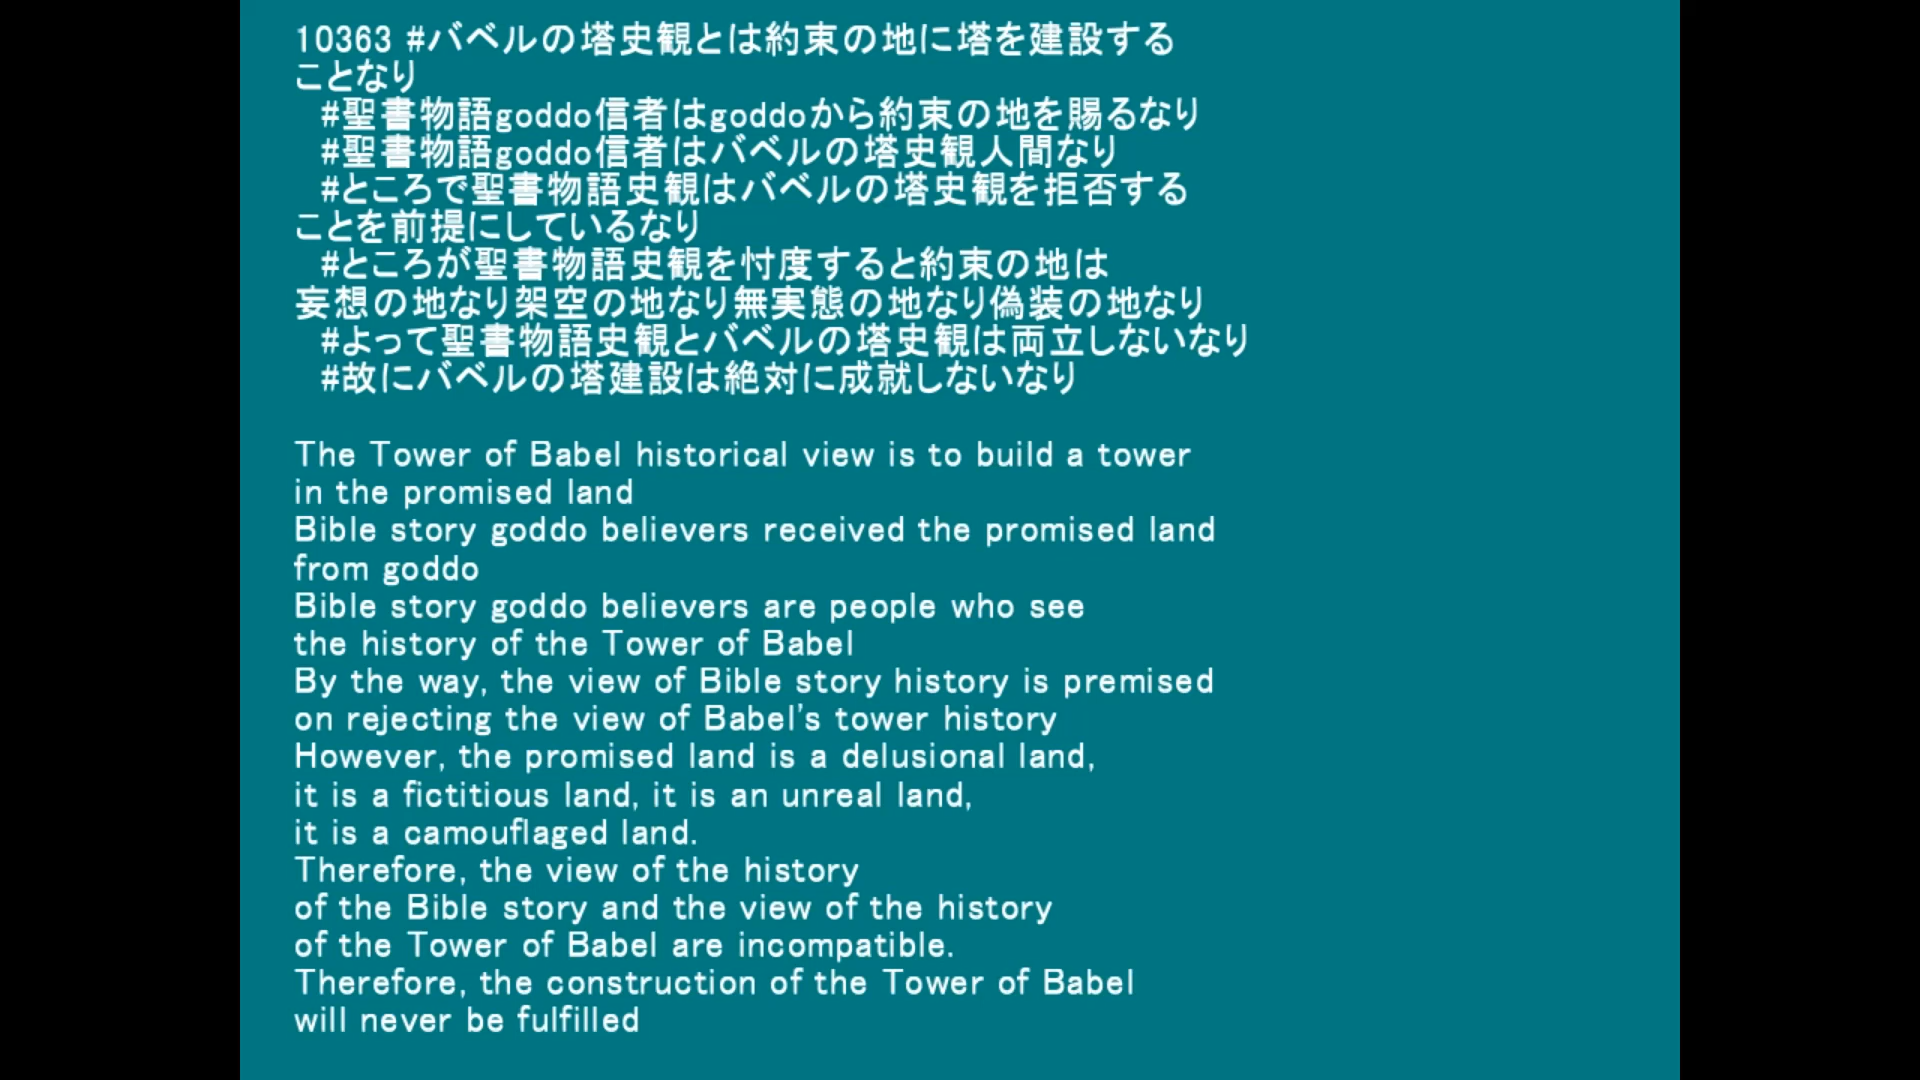 10363 #バベルの塔史観とは約束の地に塔を建設する
ことなり
#聖書物語goddo信者はgoddoから約束の地を賜るなり
#聖書物語goddo信者はバベルの塔史観人間なり
#ところで聖書物語史観はバベルの塔史観を拒否する
ことを前提にしているなり
#ところが聖書物語史観を忖度すると約束の地は
妄想の地なり架空の地なり無実態の地なり偽装の地なり
#よって聖書物語史観とバベルの塔史観は両立しないなり
#故にバベルの塔建設は絶対に成就しないなり
The Tower of Babel historical view is to build a tower
in the promised land
Bible story goddo believers received the promised land
from goddo
Bible story goddo believers are people who see
the history of the Tower of Babel
By the way, the view of Bible story history is premised
on rejecting the view of Babel's tower history
However, the promised land is a delusional land,
it is a fictitious land, it is an unreal land,
it is a camouflaged land.
Therefore, the view of the history
of the Bible story and the view of the history
of the Tower of Babel are incompatible.
Therefore, the construction of the Tower of Babel
will never be fulfilled